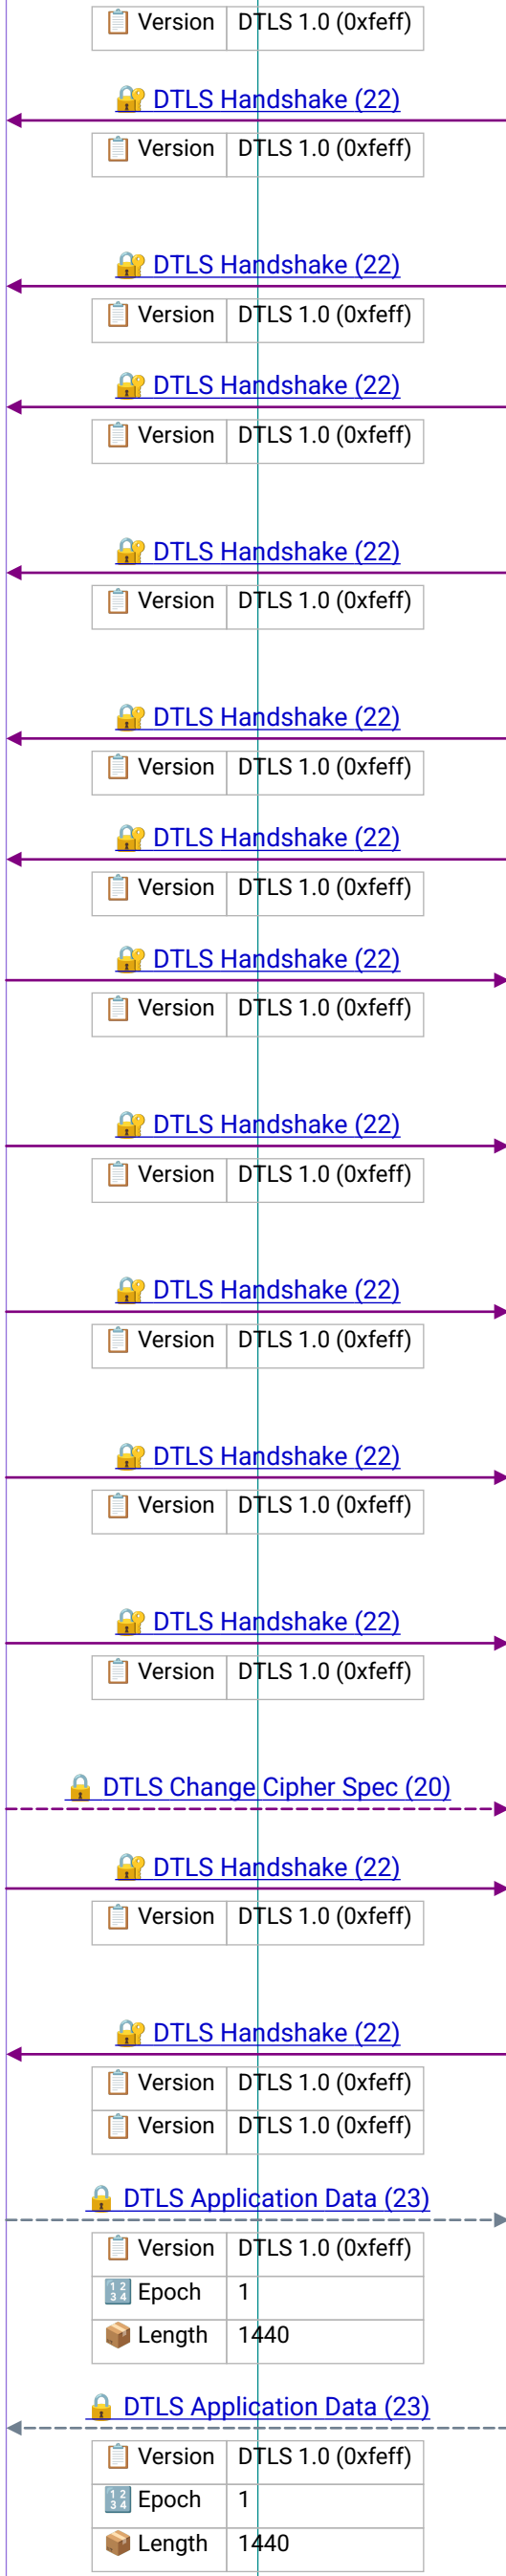 📋 Version DTLS 1.0 (0xfeff)
🔐 DTLS Handshake (22)
📋 Version DTLS 1.0 (0xfeff)
🔐 DTLS Handshake (22)
📋 Version DTLS 1.0 (0xfeff)
🔐 DTLS Handshake (22)
📋 Version DTLS 1.0 (0xfeff)
🔐 DTLS Handshake (22)
📋 Version DTLS 1.0 (0xfeff)
🔐 DTLS Handshake (22)
📋 Version DTLS 1.0 (0xfeff)
🔐 DTLS Handshake (22)
📋 Version DTLS 1.0 (0xfeff)
🔐 DTLS Handshake (22)
📋 Version DTLS 1.0 (0xfeff)
🔐 DTLS Handshake (22)
📋 Version DTLS 1.0 (0xfeff)
🔐 DTLS Handshake (22)
📋 Version DTLS 1.0 (0xfeff)
🔐 DTLS Handshake (22)
📋 Version DTLS 1.0 (0xfeff)
🔐 DTLS Handshake (22)
📋 Version DTLS 1.0 (0xfeff)
🔒 DTLS Change Cipher Spec (20)
🔐 DTLS Handshake (22)
📋 Version DTLS 1.0 (0xfeff)
🔐 DTLS Handshake (22)
📋 Version DTLS 1.0 (0xfeff)
📋 Version DTLS 1.0 (0xfeff)
🔒 DTLS Application Data (23)
📋 Version DTLS 1.0 (0xfeff)
🔢 Epoch 1
📦 Length 1440
🔒 DTLS Application Data (23)
📋 Version DTLS 1.0 (0xfeff)
🔢 Epoch 1
📦 Length 1440